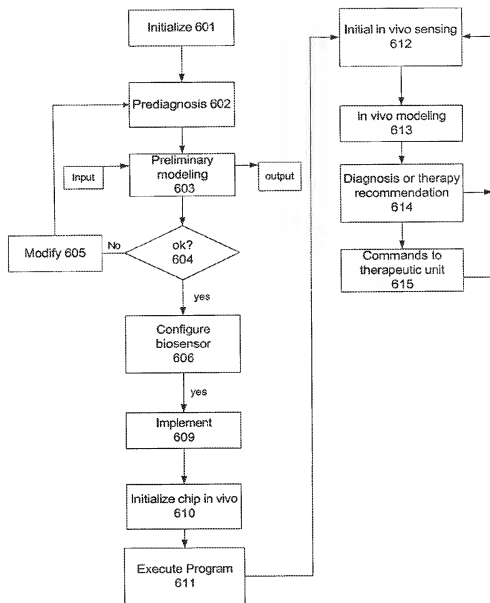 Initialize 601
Prediagnosis 602
Input
Preliminary
modeling
603
output
Modify 605
No
ok?
604
yes
Configure
biosensor
606
yes
Implement
609
Initialize chip in vivo
610
Execute Program
611
Initial in vivo sensing
612
In vivo modeling
613
Diagnosis or therapy
recommendation
614
Commands to
therapeutic unit
615